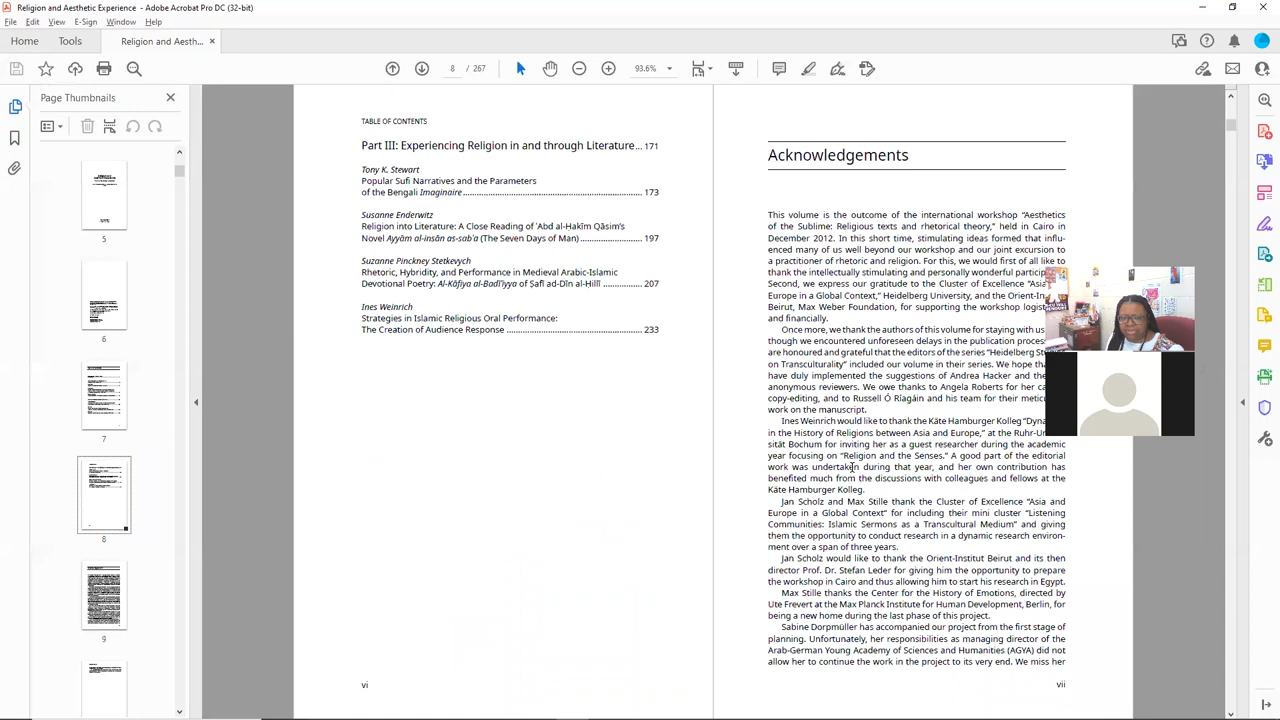 Religion and Aesthetic Experience - Adobe Acrobat Pro DC (32-bit)
File Edit View E-Sign Window Help
Home Tools Religion and Aesth...
8 / 267 93.6%
Page Thumbnails
5
6
7
8
9
TABLE OF CONTENTS
Part III: Experiencing Religion in and through Literature... 171
Tony K. Stewart
Popular Sufi Narratives and the Parameters
of the Bengali Imaginaire ................................................................ 173
Susanne Enderwitz
Religion into Literature: A Close Reading of ʿAbd al-Ḥakīm Qāsim's
Novel Ayyām al-insān as-sabʿa (The Seven Days of Man) ...................... 197
Suzanne Pinckney Stetkevych
Rhetoric, Hybridity, and Performance in Medieval Arabic-Islamic
Devotional Poetry: Al-Kāfiya al-Badīʿiyya of Ṣafī ad-Dīn al-Ḥillī .............. 207
Ines Weinrich
Strategies in Islamic Religious Oral Performance:
The Creation of Audience Response ................................................ 233
vi
Acknowledgements
This volume is the outcome of the international workshop "Aesthetics
of the Sublime: Religious texts and rhetorical theory," held in Cairo in
December 2012. In this short time, stimulating ideas formed that influ-
enced many of us well beyond our workshop and our joint excursion to
a practitioner of rhetoric and religion. For this, we would first of all like to
thank the intellectually stimulating and personally wonderful particip
Second, we express our gratitude to the Cluster of Excellence "Asia
Europe in a Global Context," Heidelberg University, and the Orient-In
Beirut, Max Weber Foundation, for supporting the workshop logist
and financially.
Once more, we thank the authors of this volume for staying with us
though we encountered unforeseen delays in the publication proces
are honoured and grateful that the editors of the series "Heidelberg St
on Transculturality" included our volume in their series. We hope tha
have duly implemented the suggestions of Andrea Hacker and the
anonymous reviewers. We owe thanks to Angela Roberts for her ca
copy-editing, and to Russell Ó Ríagáin and his team for their meticu
work on the manuscript.
Ines Weinrich would like to thank the Käte Hamburger Kolleg "Dyna
in the History of Religions between Asia and Europe," at the Ruhr-Un
sität Bochum for inviting her as a guest researcher during the academic
year focusing on "Religion and the Senses." A good part of the editorial
work was undertaken during that year, and her own contribution has
benefited much from the discussions with colleagues and fellows at the
Käte Hamburger Kolleg.
Jan Scholz and Max Stille thank the Cluster of Excellence "Asia and
Europe in a Global Context" for including their mini cluster "Listening
Communities: Islamic Sermons as a Transcultural Medium" and giving
them the opportunity to conduct research in a dynamic research environ-
ment over a span of three years.
Jan Scholz would like to thank the Orient-Institut Beirut and its then
director Prof. Dr. Stefan Leder for giving him the opportunity to prepare
the workshop in Cairo and thus allowing him to start his research in Egypt.
Max Stille thanks the Center for the History of Emotions, directed by
Ute Frevert at the Max Planck Institute for Human Development, Berlin, for
being a new home during the last phase of this project.
Sabine Dorpmüller has accompanied our project from the first stage of
planning. Unfortunately, her responsibilities as managing director of the
Arab-German Young Academy of Sciences and Humanities (AGYA) did not
allow her to continue the work in the project to its very end. We miss her
vii